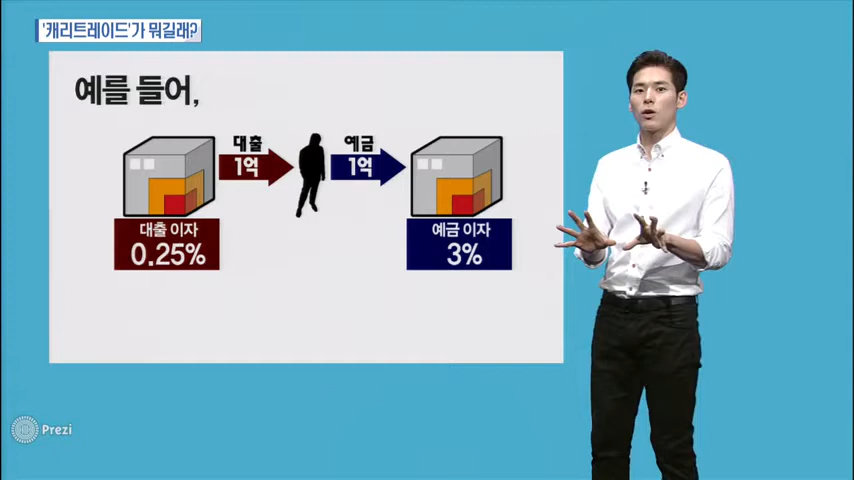 '캐리트레이드'가 뭐길래?
예를 들어,
대출
1억
예금
1억
대출 이자
0.25%
예금 이자
3%
Prezi